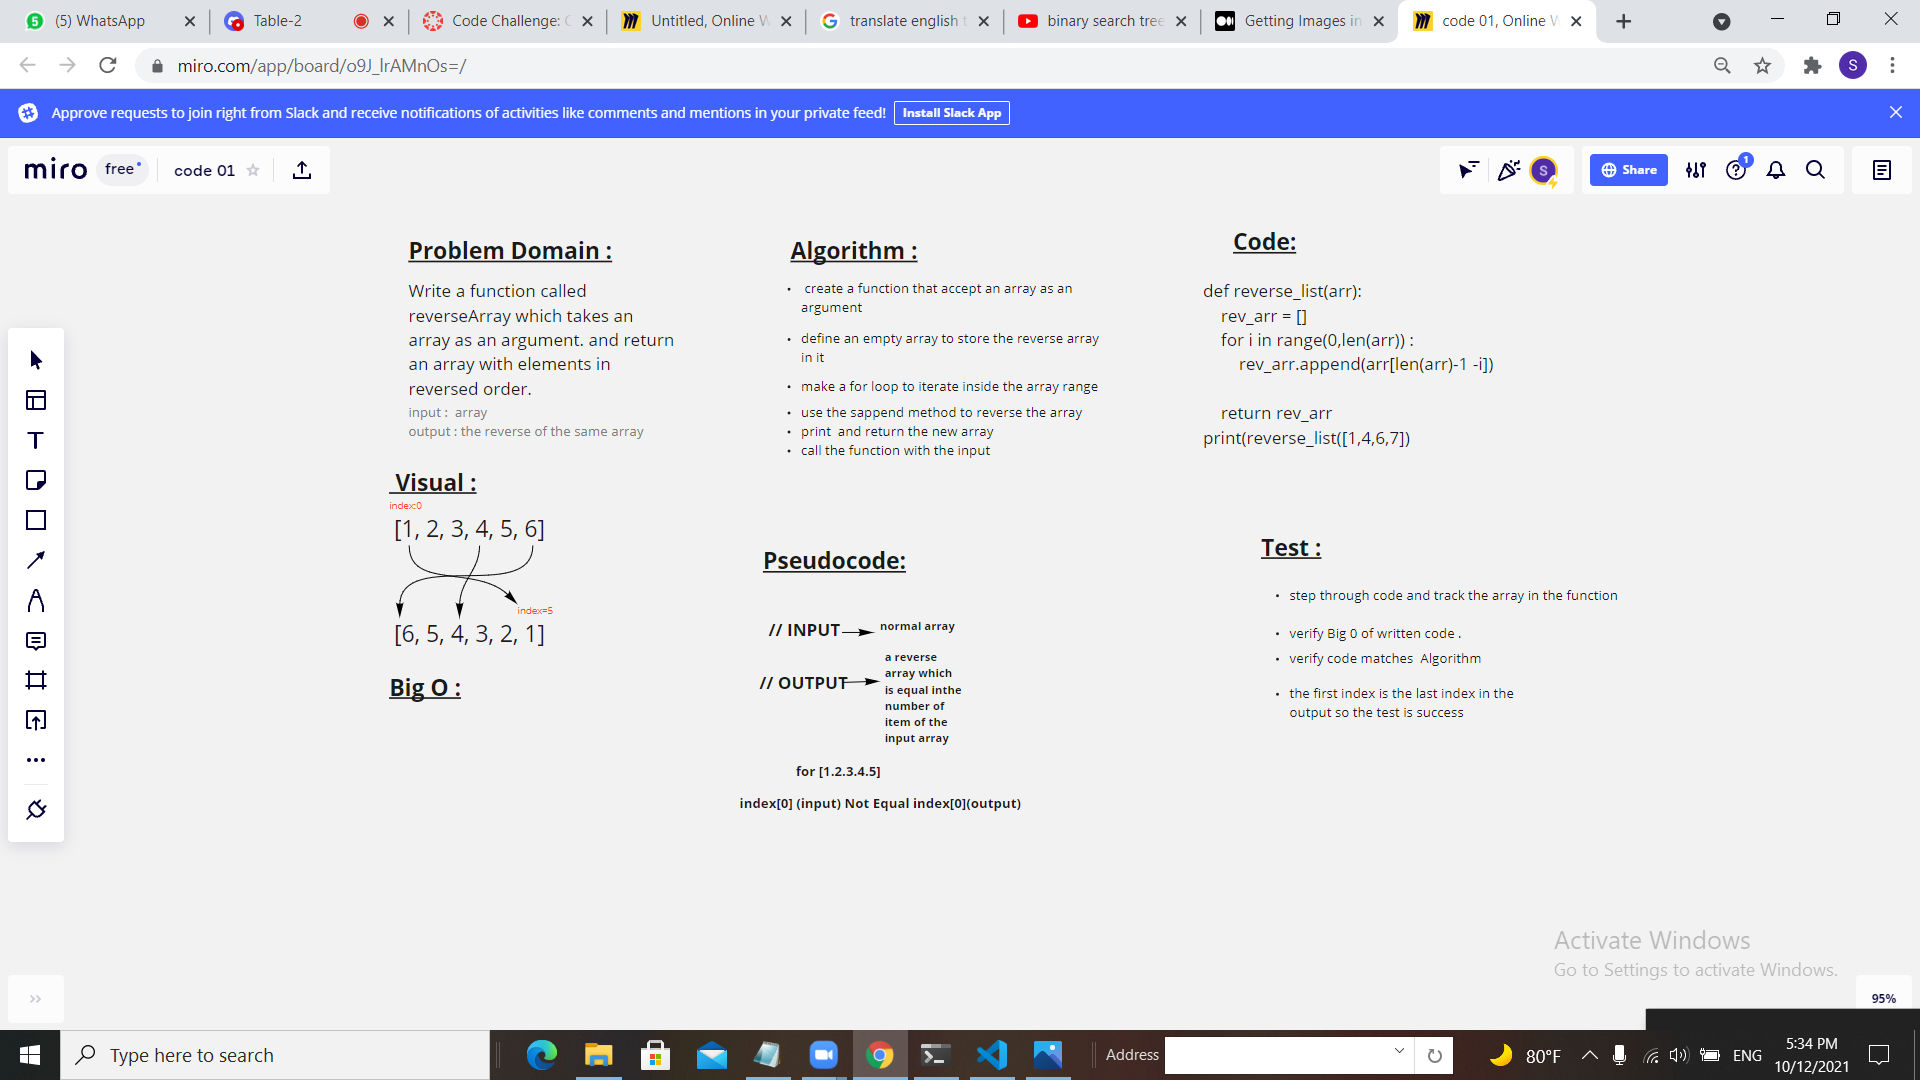 (5) WhatsApp
Table-2
Code Challenge:
Untitled, Online
translate english
binary search tree
Getting Images in
code 01, Online
miro.com/app/board/o9J_lrAMnOs=/
S
Approve requests to join right from Slack and receive notifications of activities like comments and mentions in your private feed!
Install Slack App
miro
free
code 01
S
Share
1
Problem Domain :
Write a function called
reverseArray which takes an
array as an argument. and return
an array with elements in
reversed order.
input : array
output : the reverse of the same array
Visual :
index:0
[1, 2, 3, 4, 5, 6]
index=5
[6, 5, 4, 3, 2, 1]
Big O :
Algorithm :
• create a function that accept an array as an
argument
• define an empty array to store the reverse array
in it
• make a for loop to iterate inside the array range
• use the sappend method to reverse the array
• print and return the new array
• call the function with the input
Pseudocode:
// INPUT
normal array
// OUTPUT
a reverse
array which
is equal inthe
number of
item of the
input array
for [1.2.3.4.5]
index[0] (input) Not Equal index[0](output)
Code:
def reverse_list(arr):
rev_arr = []
for i in range(0,len(arr)) :
rev_arr.append(arr[len(arr)-1 -i])
return rev_arr
print(reverse_list([1,4,6,7])
Test :
• step through code and track the array in the function
• verify Big 0 of written code .
• verify code matches Algorithm
• the first index is the last index in the
output so the test is success
Activate Windows
Go to Settings to activate Windows.
95%
Type here to search
Address
80°F
ENG
5:34 PM
10/12/2021